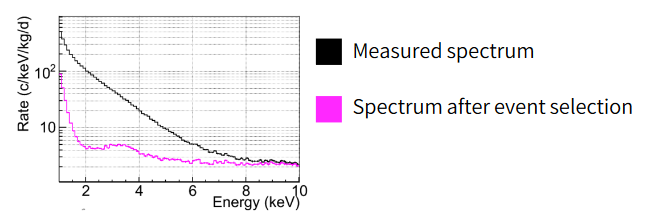 Rate (c/keV/kg/d)
10²
10
2 4 6 8 10
Energy (keV)
Measured spectrum
Spectrum after event selection